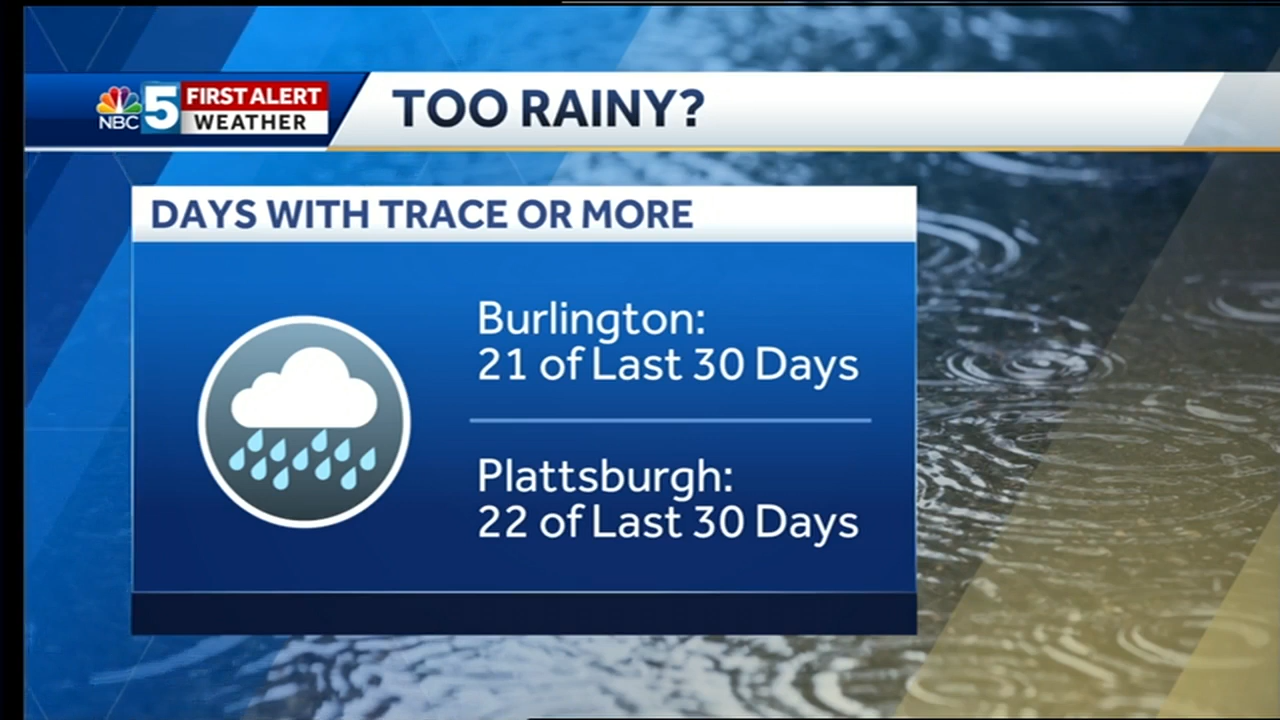 NBC 5 FIRST ALERT WEATHER
TOO RAINY?
DAYS WITH TRACE OR MORE
Burlington:
21 of Last 30 Days
Plattsburgh:
22 of Last 30 Days